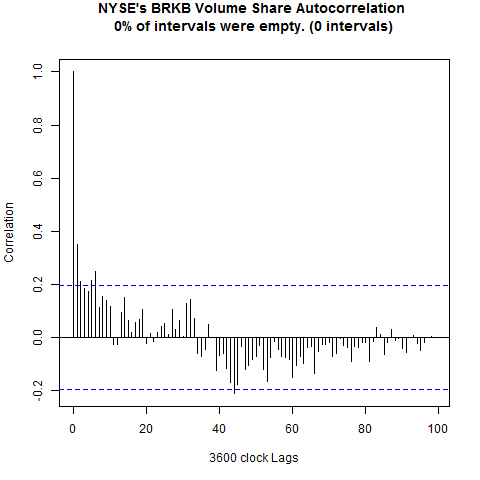 NYSE's BRKB Volume Share Autocorrelation
0% of intervals were empty. (0 intervals)
Correlation
1.0
0.8
0.6
0.4
0.2
0.0
-0.2
0 20 40 60 80 100
3600 clock Lags